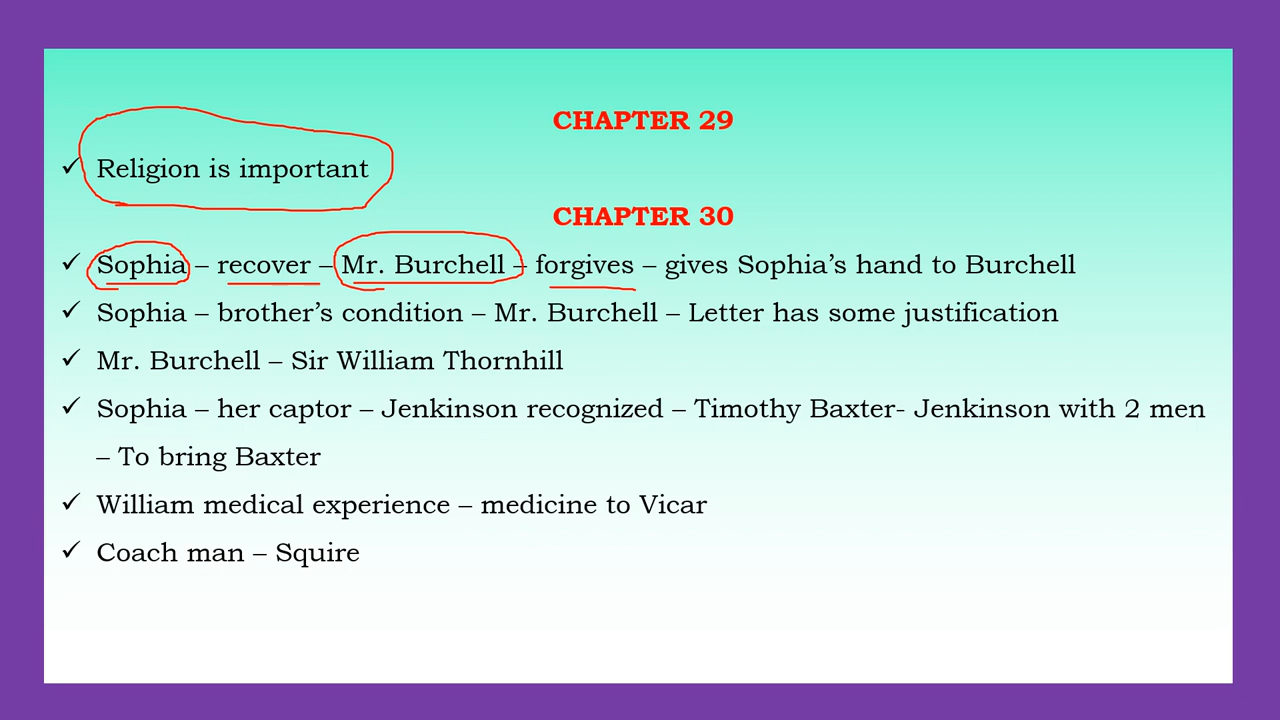 CHAPTER 29
✓ Religion is important
CHAPTER 30
✓ Sophia – recover – Mr. Burchell – forgives – gives Sophia’s hand to Burchell
✓ Sophia – brother’s condition – Mr. Burchell – Letter has some justification
✓ Mr. Burchell – Sir William Thornhill
✓ Sophia – her captor – Jenkinson recognized – Timothy Baxter- Jenkinson with 2 men
– To bring Baxter
✓ William medical experience – medicine to Vicar
✓ Coach man – Squire